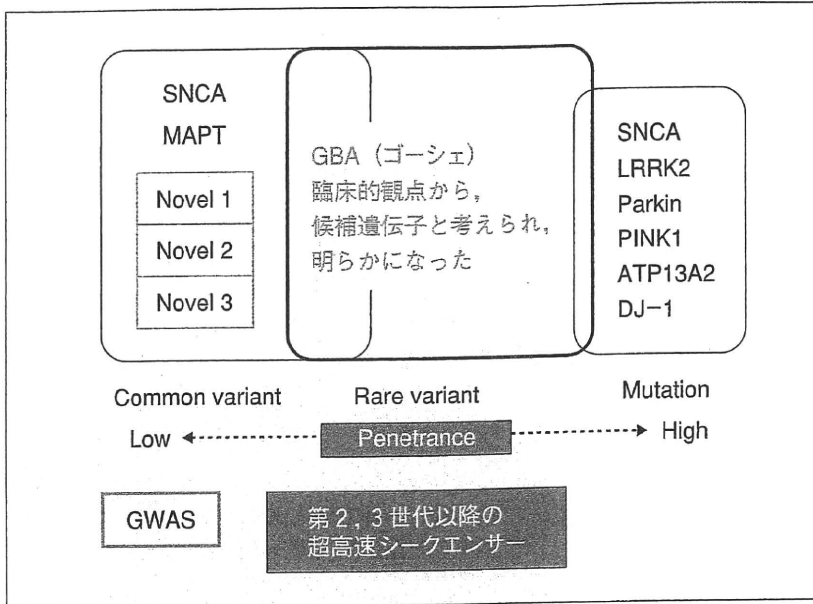 SNCA
MAPT
Novel 1
Novel 2
Novel 3
GBA（ゴーシェ）
臨床的観点から，
候補遺伝子と考えられ，
明らかになった
SNCA
LRRK2
Parkin
PINK1
ATP13A2
DJ−1
Common variant
Rare variant
Mutation
Low
Penetrance
High
GWAS
第2，3世代以降の
超高速シークエンサー